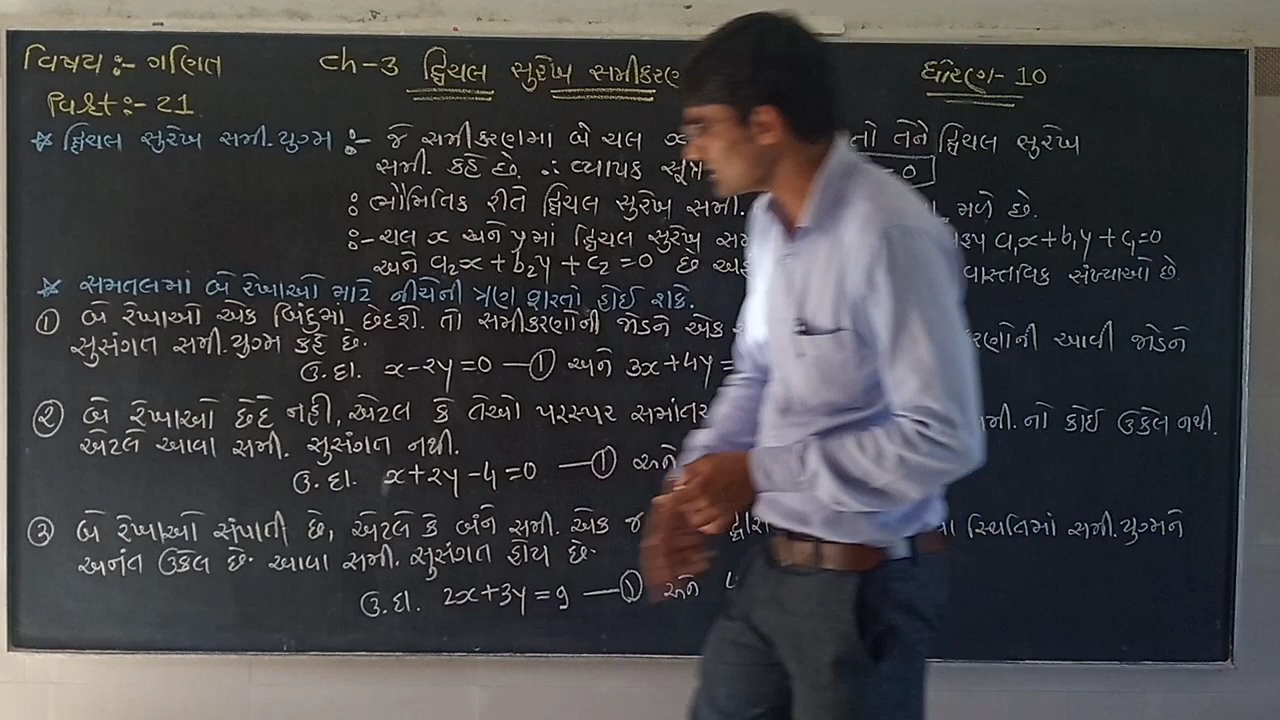 વિષય :- ગણિત ch-3 દ્વિચલ સુરેખ સમીકરણ ધોરણ- 10
:- 21
* દ્વિચલ સુરેખ સમી. યુગ્મ :- જે સમીકરણમાં બે ચલ x તો તેને દ્વિચલ સુરેખ
સમી. કહે છે. ∴ વ્યાપક સૂત્ર = 0
: ભૌમિતિક રીતે દ્વિચલ સુરેખ સમી. મળે છે.
:- ચલ x અને y માં દ્વિચલ સુરેખ a₁x + b₁y + c₁ = 0
અને a₂x + b₂y + c₂ = 0 છે વાસ્તવિક સંખ્યાઓ છે.
* સમતલમાં બે રેખાઓ માટે નીચેની ત્રણ શરતો હોઈ શકે.
① બે રેખાઓ એક બિંદુમાં છેદશે. તો સમીકરણોની જોડને એક આવી જોડને
સુસંગત સમી. યુગ્મ કહે છે.
ઉ.દા. x - 2y = 0 — ① અને 3x + 4y =
② બે રેખાઓ છેદે નહી, એટલે કે તેઓ પરસ્પર સમાંતર નો કોઈ ઉકેલ નથી.
એટલે આવા સમી. સુસંગત નથી.
ઉ.દા. x + 2y - 4 = 0 — ① અને
③ બે રેખાઓ સંપાતી છે, એટલે કે બંને સમી. એક જ સ્થિતિમાં સમી. યુગ્મને
અનંત ઉકેલ છે. આવા સમી. સુસંગત હોય છે.
ઉ.દા. 2x + 3y = 9 — ① અને